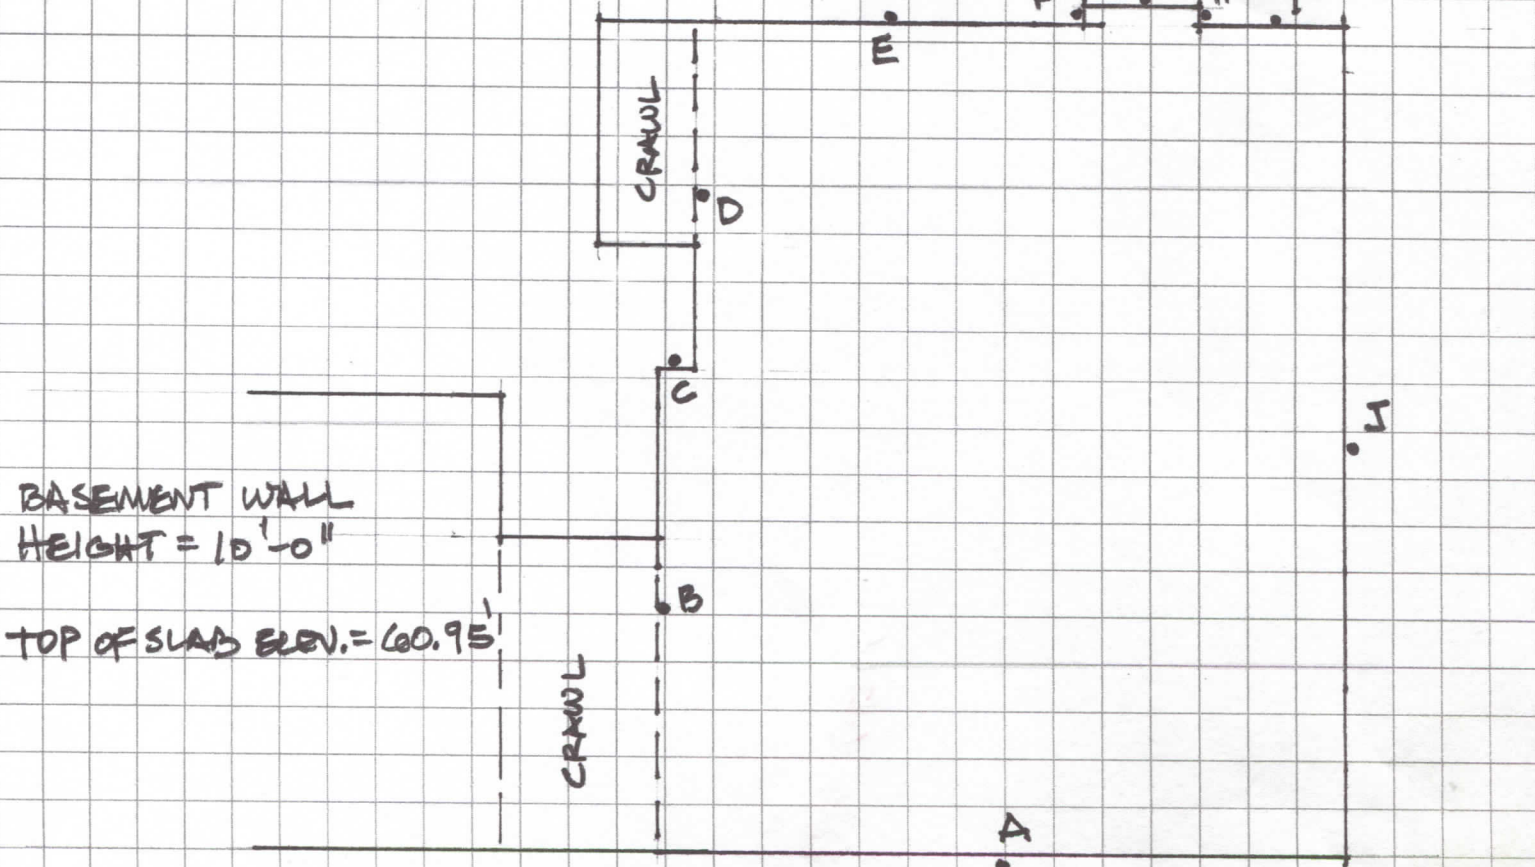 E
CRAWL
D
C
J
BASEMENT WALL
HEIGHT = 10'-0"
B
TOP OF SLAB ELEV. = 60.95'
CRAWL
A